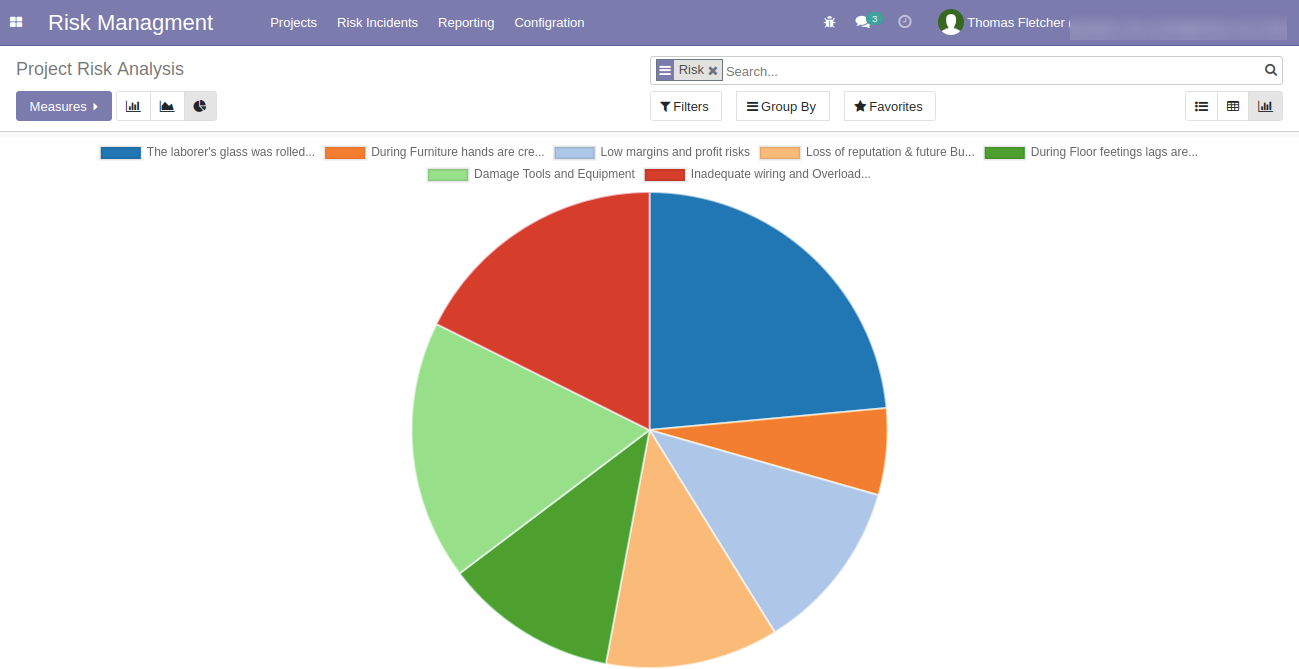 Risk Managment Projects Risk Incidents Reporting Configration 3 Thomas Fletcher (
Project Risk Analysis Risk Search...
Measures Filters Group By Favorites
The laborer's glass was rolled... During Furniture hands are cre... Low margins and profit risks Loss of reputation & future Bu... During Floor feetings lags are...
Damage Tools and Equipment Inadequate wiring and Overload...